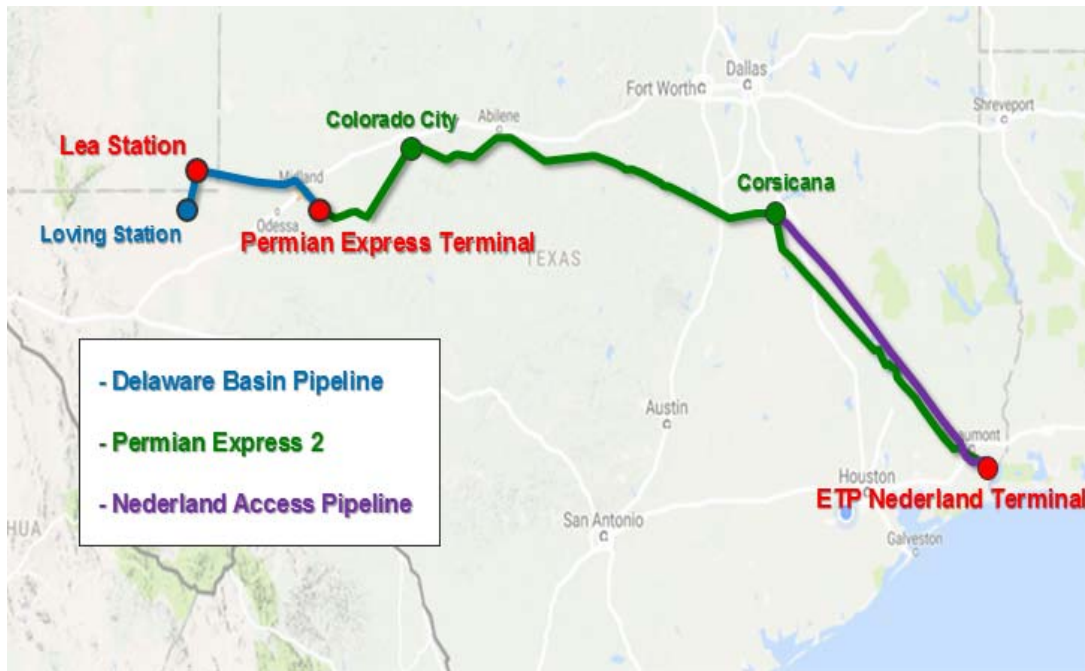 Dallas
Fort Worth
Shreveport
Colorado City
Abilene
Lea Station
Midland
Corsicana
Loving Station
Odessa
Permian Express Terminal
TEXAS
- Delaware Basin Pipeline
- Permian Express 2
- Nederland Access Pipeline
Austin
aumont
Houston
ETP Nederland Terminal
San Antonio
HUA
Galveston